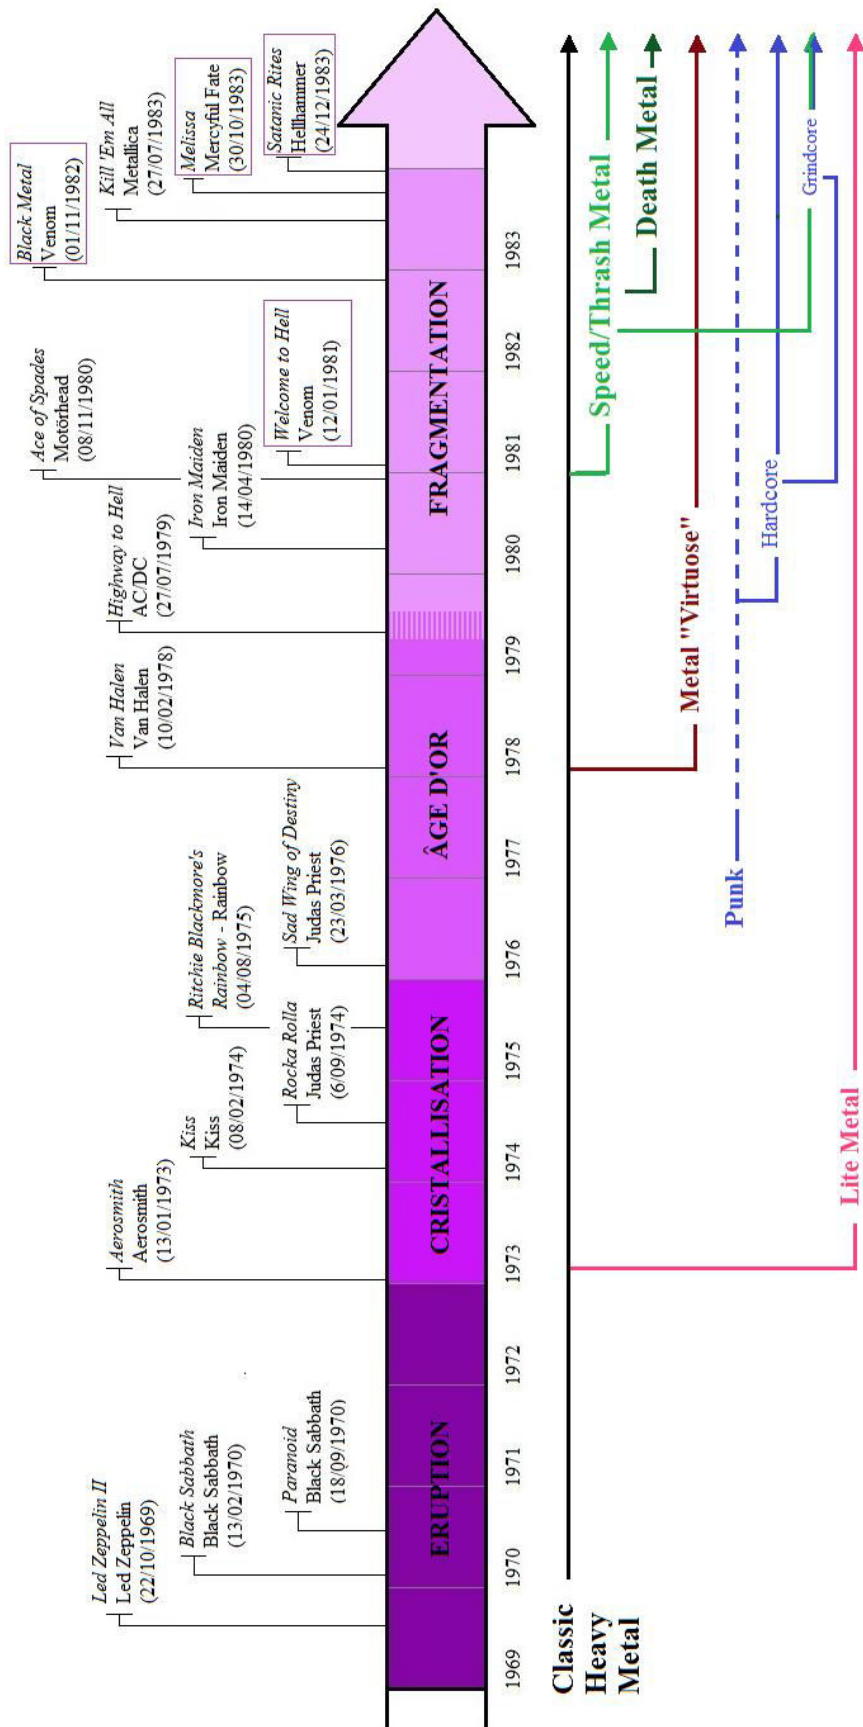 Led Zeppelin II
Led Zeppelin
(22/10/1969)
Black Sabbath
Black Sabbath
(13/02/1970)
Paranoid
Black Sabbath
(18/09/1970)
Aerosmith
Aerosmith
(13/01/1973)
Kiss
Kiss
(08/02/1974)
Rocka Rolla
Judas Priest
(6/09/1974)
Ritchie Blackmore's
Rainbow - Rainbow
(04/08/1975)
Sad Wing of Destiny
Judas Priest
(23/03/1976)
Van Halen
Van Halen
(10/02/1978)
Highway to Hell
AC/DC
(27/07/1979)
Iron Maiden
Iron Maiden
(14/04/1980)
Ace of Spades
Motörhead
(08/11/1980)
Welcome to Hell
Venom
(12/01/1981)
Black Metal
Venom
(01/11/1982)
Kill 'Em All
Metallica
(27/07/1983)
Melissa
Mercyful Fate
(30/10/1983)
Satanic Rites
Hellhammer
(24/12/1983)
ERUPTION
CRISTALLISATION
ÂGE D'OR
FRAGMENTATION
1969
1970
1971
1972
1973
1974
1975
1976
1977
1978
1979
1980
1981
1982
1983
Classic
Heavy
Metal
Speed/Thrash Metal
Death Metal
Metal "Virtuose"
Punk
Hardcore
Grindcore
Lite Metal